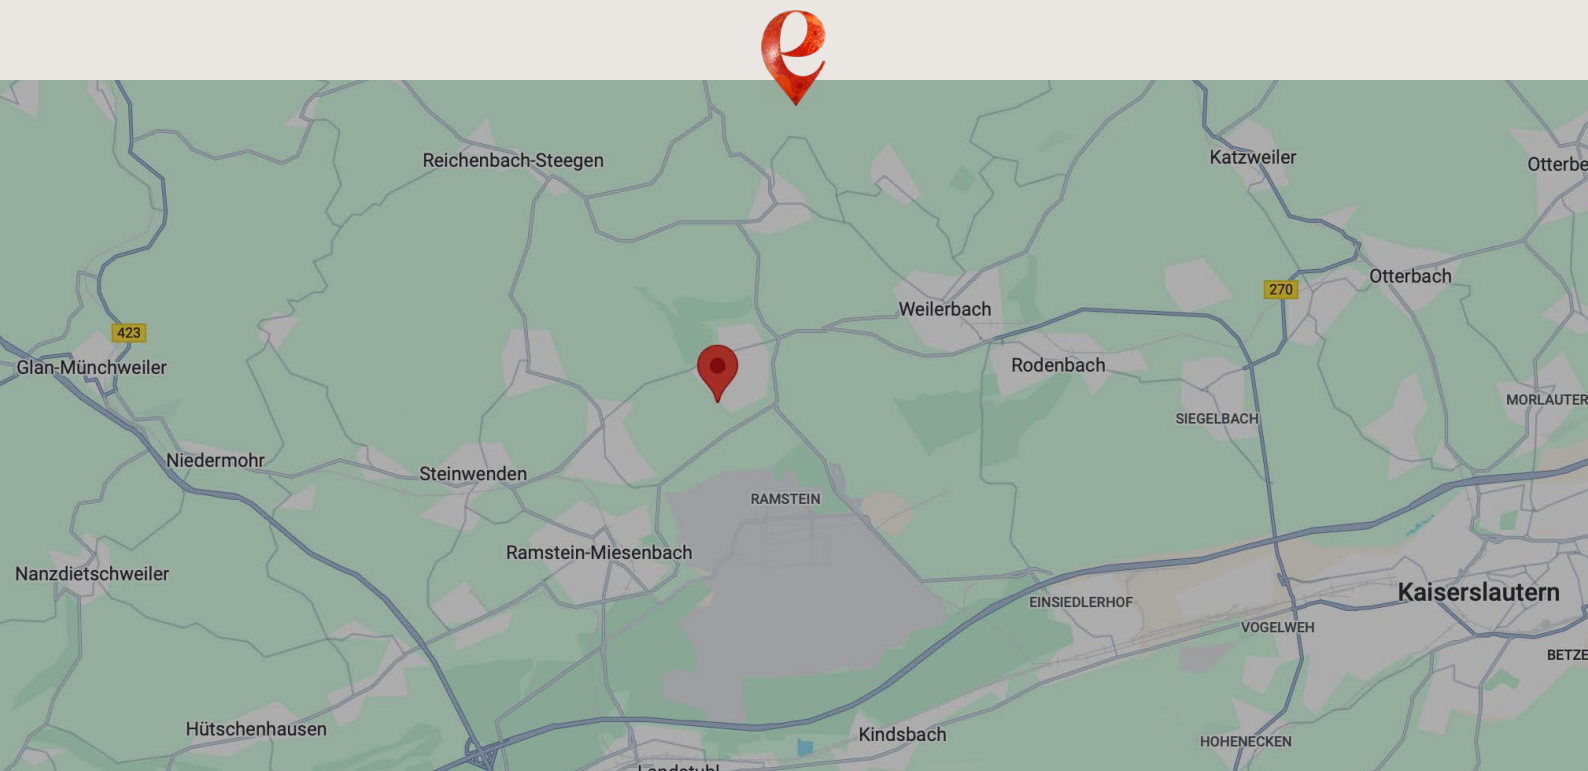 e
Reichenbach-Steegen
Katzweiler
Otterbe
Otterbach
270
Weilerbach
423
Glan-Münchweiler
Rodenbach
MORLAUTER
SIEGELBACH
Niedermohr
Steinwenden
RAMSTEIN
Ramstein-Miesenbach
Nanzdietschweiler
Kaiserslautern
EINSIEDLERHOF
VOGELWEH
BETZE
Hütschenhausen
Kindsbach
HOHENECKEN
Landstuhl